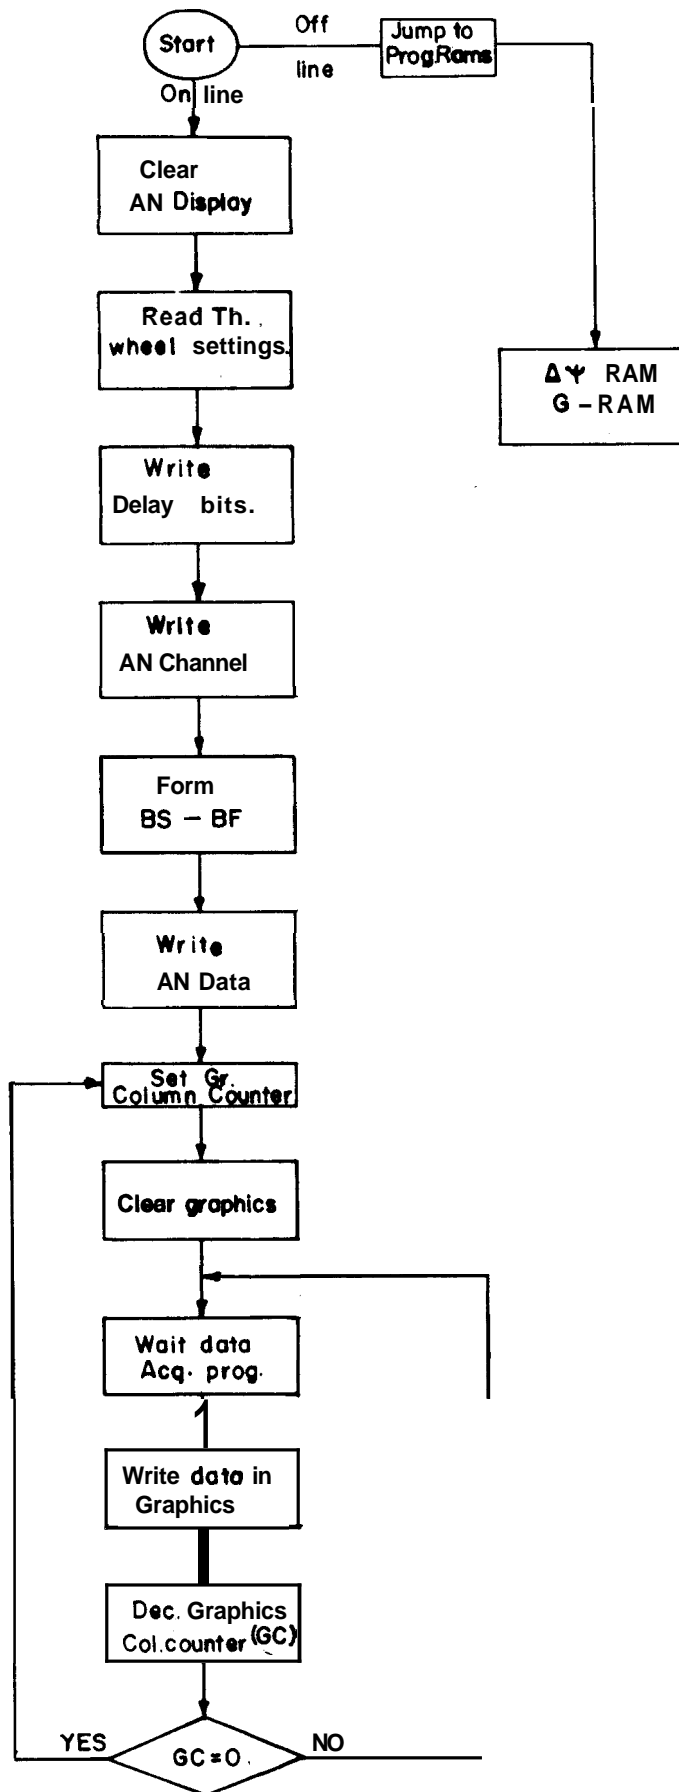 Start
Off
line
Jump to
Prog.Rams
On line
Clear
AN Display
Read Th.
wheel settings.
ΔΨ RAM
G - RAM
Write
Delay bits.
Write
AN Channel
Form
BS - BF
Write
AN Data
Set Gr.
Column Counter
Clear graphics
Wait data
Acq. prog.
Write data in
Graphics
Dec. Graphics
Col.counter (GC)
YES
GC=0.
NO